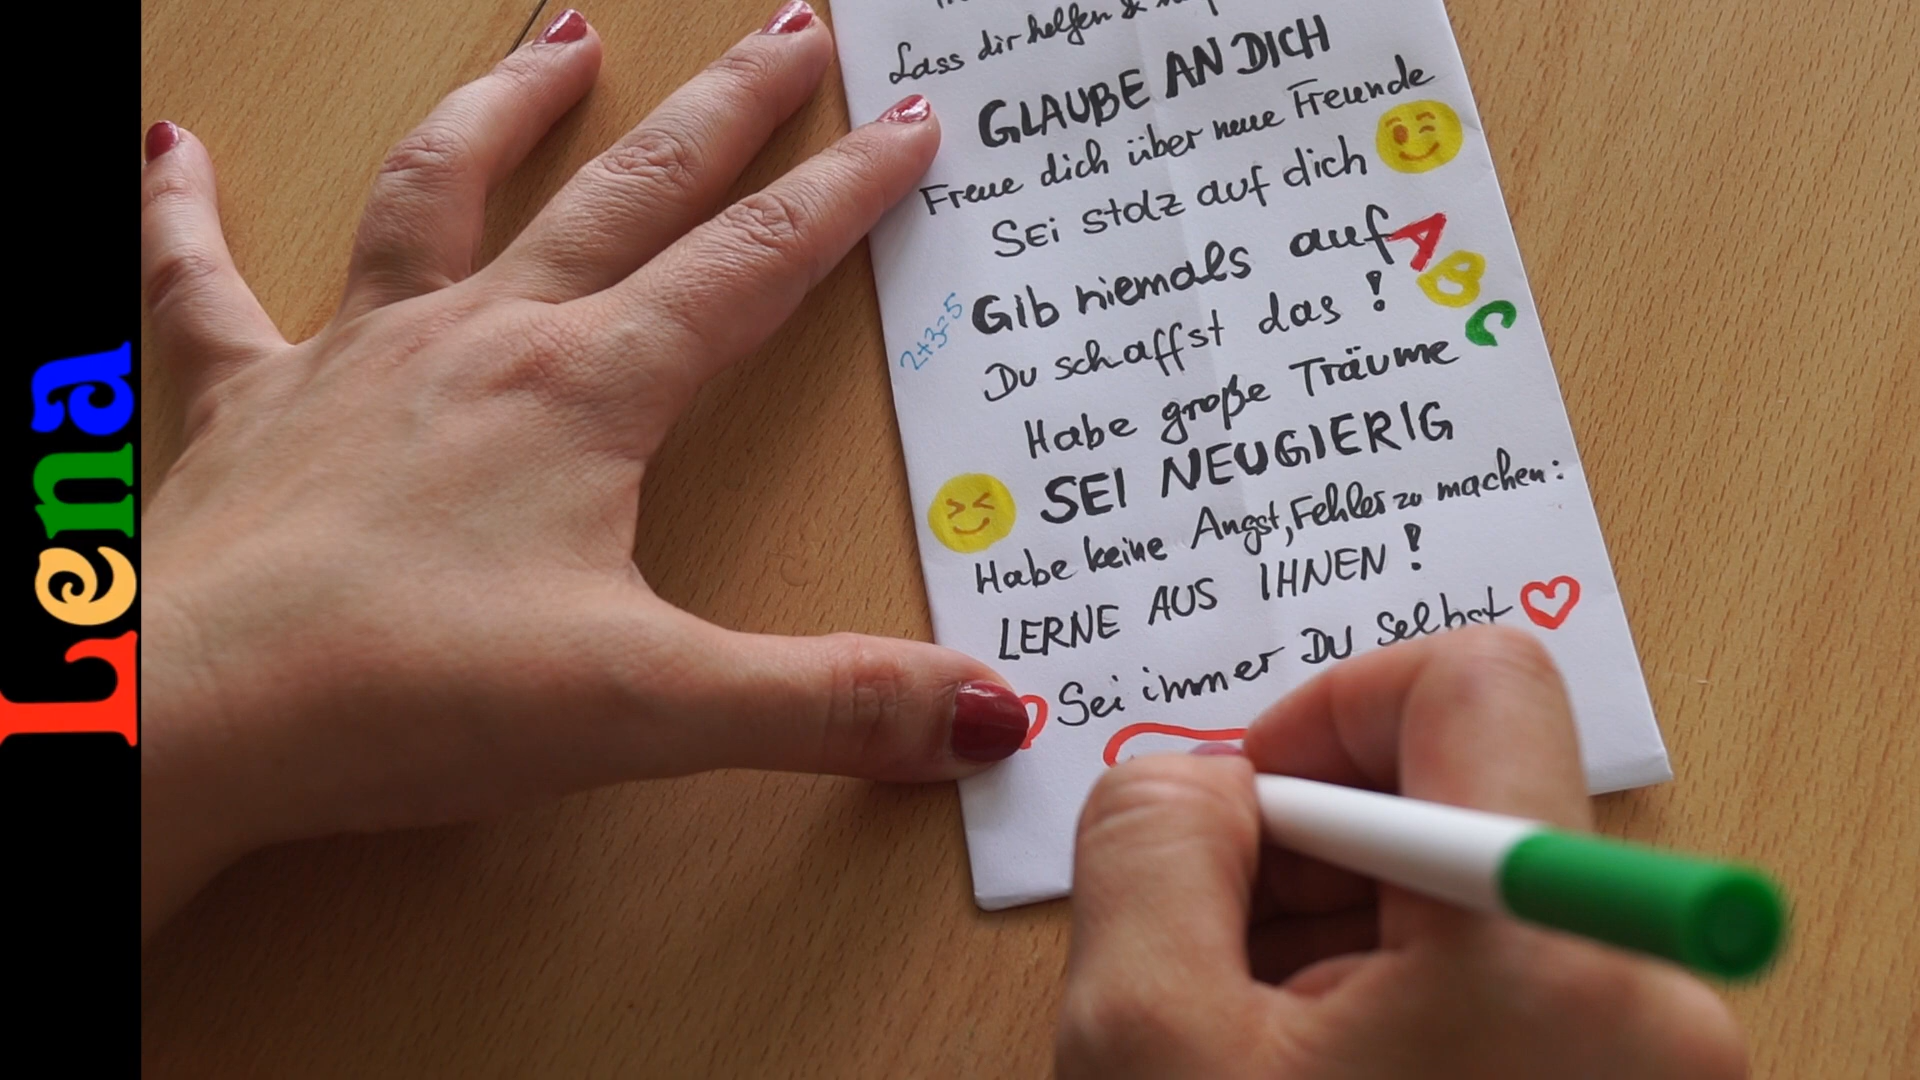 Lass dir helfen &
GLAUBE AN DICH
Freue dich über neue Freunde
Sei stolz auf dich
Gib niemals auf
A
B
C
2+3=5
Du schaffst das!
Habe große Träume
SEI NEUGIERIG
Habe keine Angst, Fehler zu machen:
LERNE AUS IHNEN!
Sei immer DU selbst
Lena